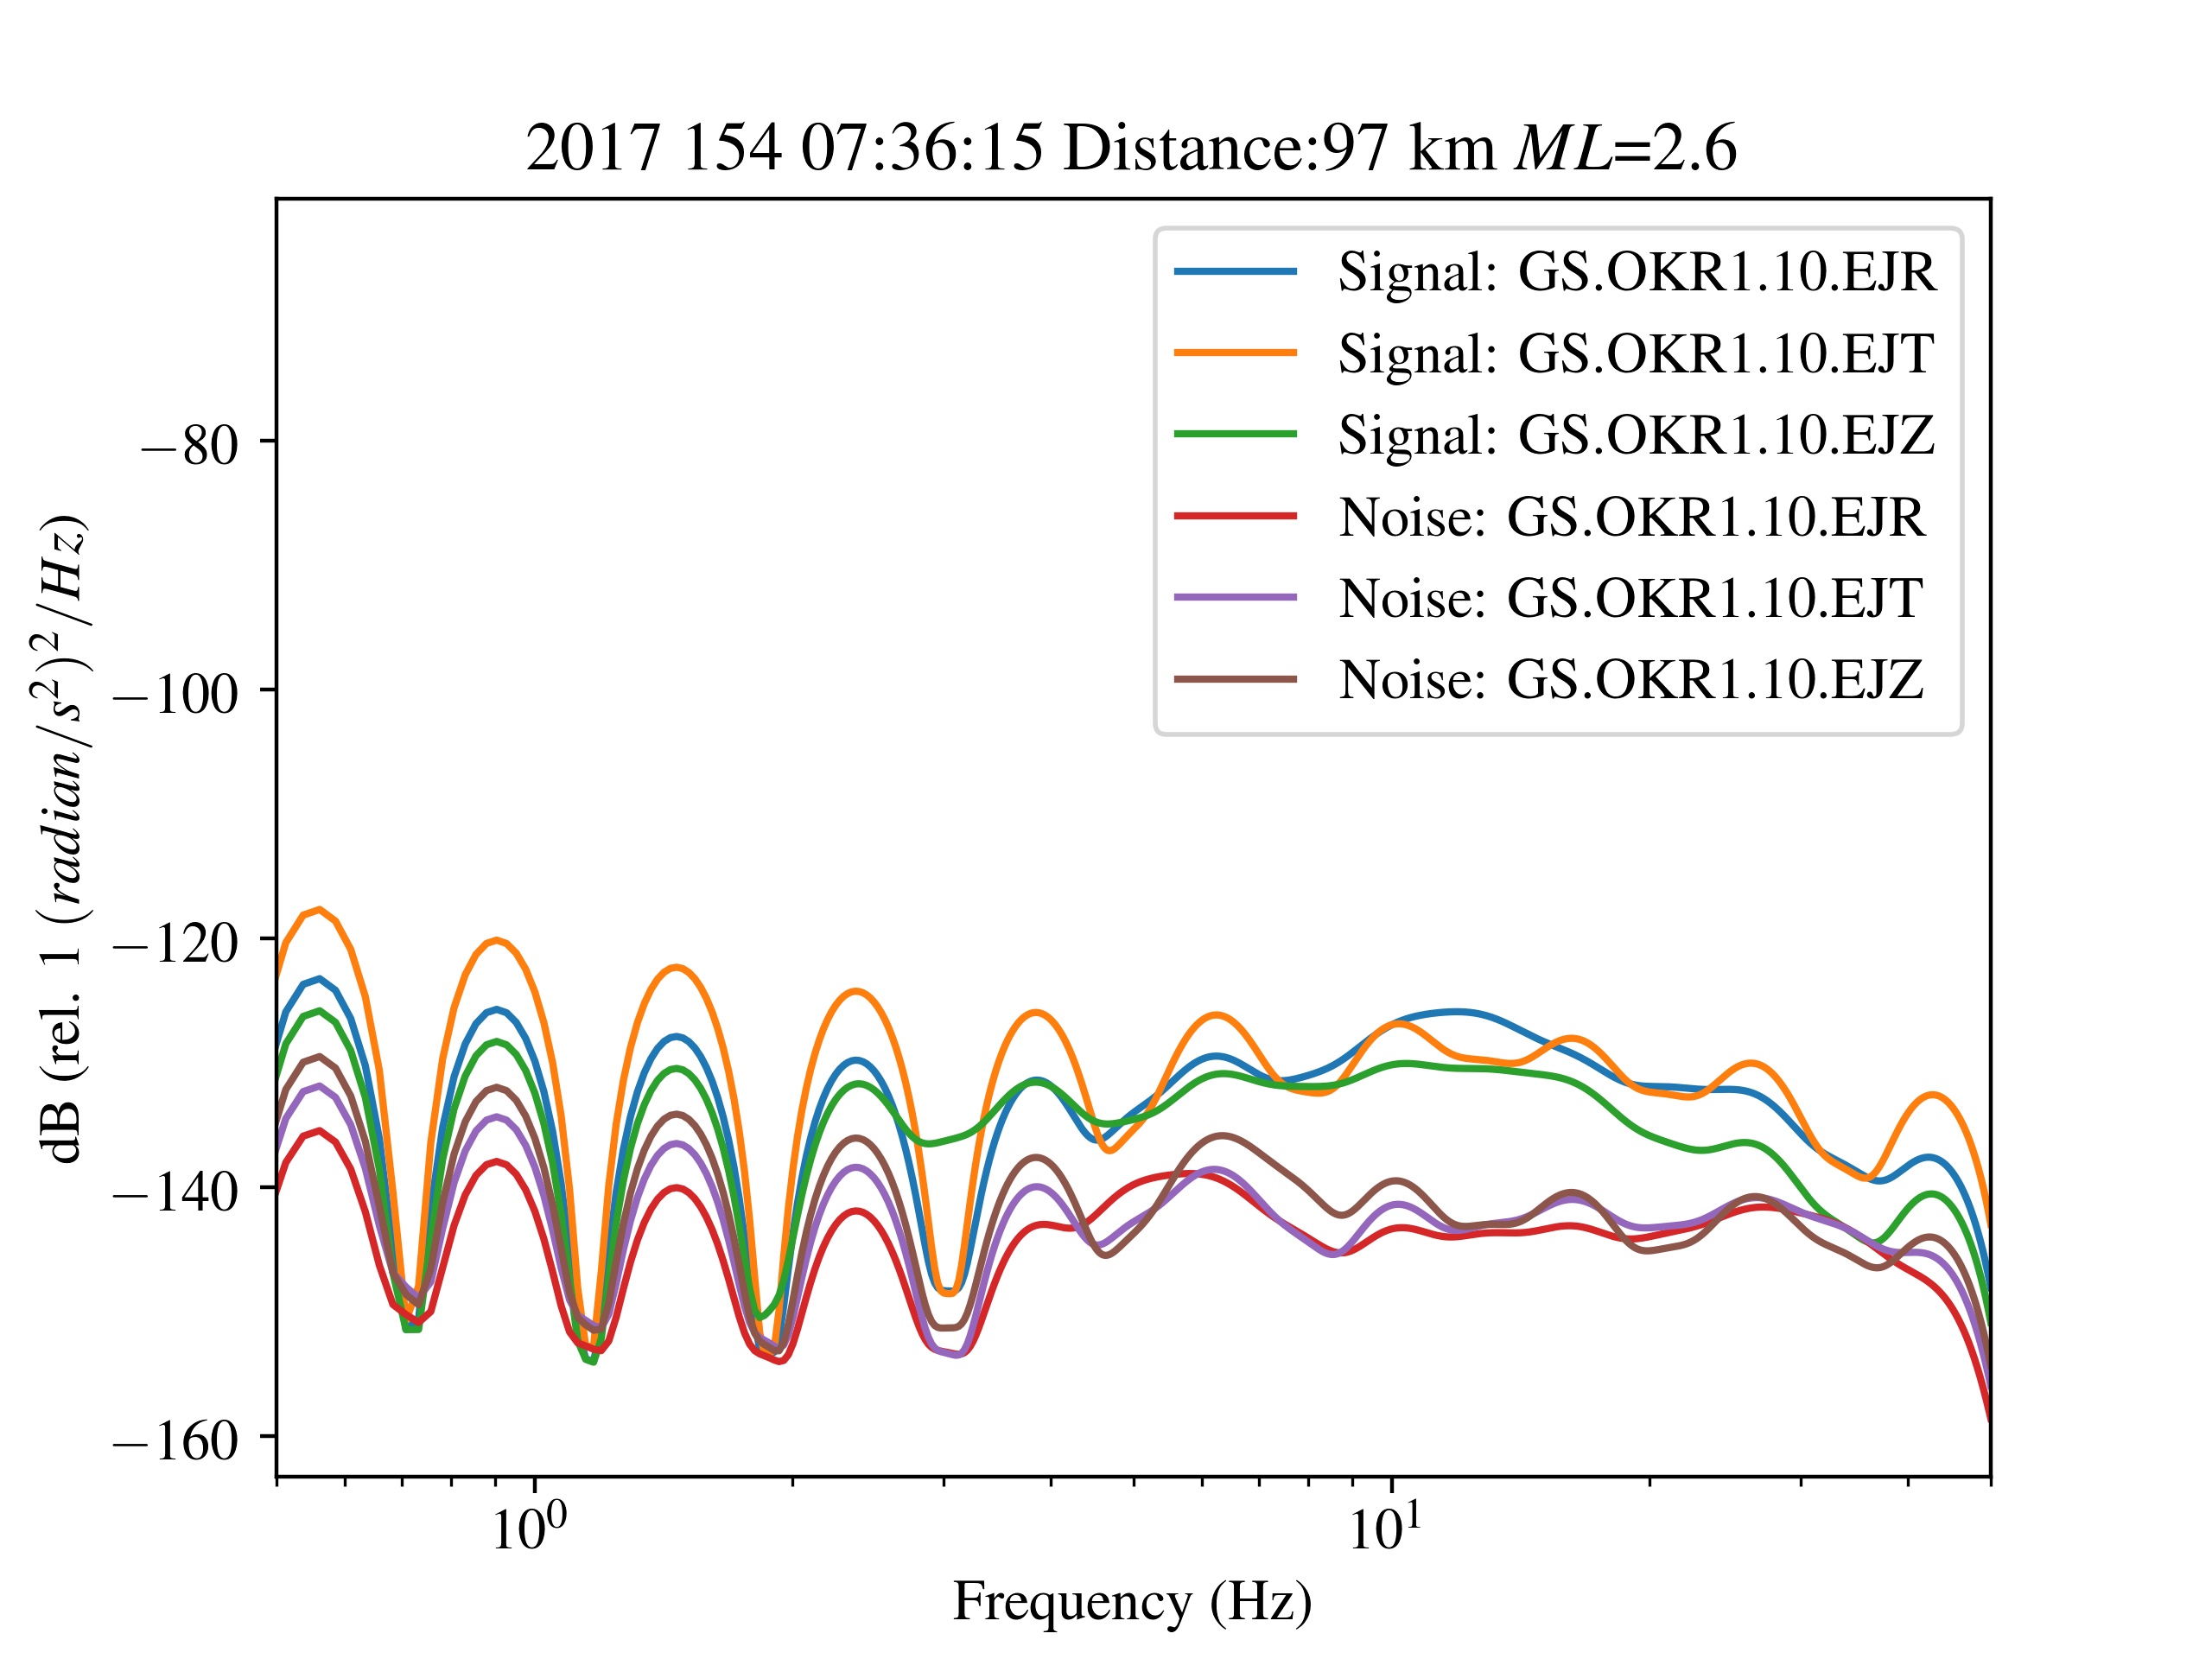 2017 154 07:36:15 Distance:97 km ML=2.6
Signal: GS.OKR1.10.EJR
Signal: GS.OKR1.10.EJT
Signal: GS.OKR1.10.EJZ
Noise: GS.OKR1.10.EJR
Noise: GS.OKR1.10.EJT
Noise: GS.OKR1.10.EJZ
dB (rel. 1 (radian/s²)²/Hz)
−80
−100
−120
−140
−160
10⁰
10¹
Frequency (Hz)